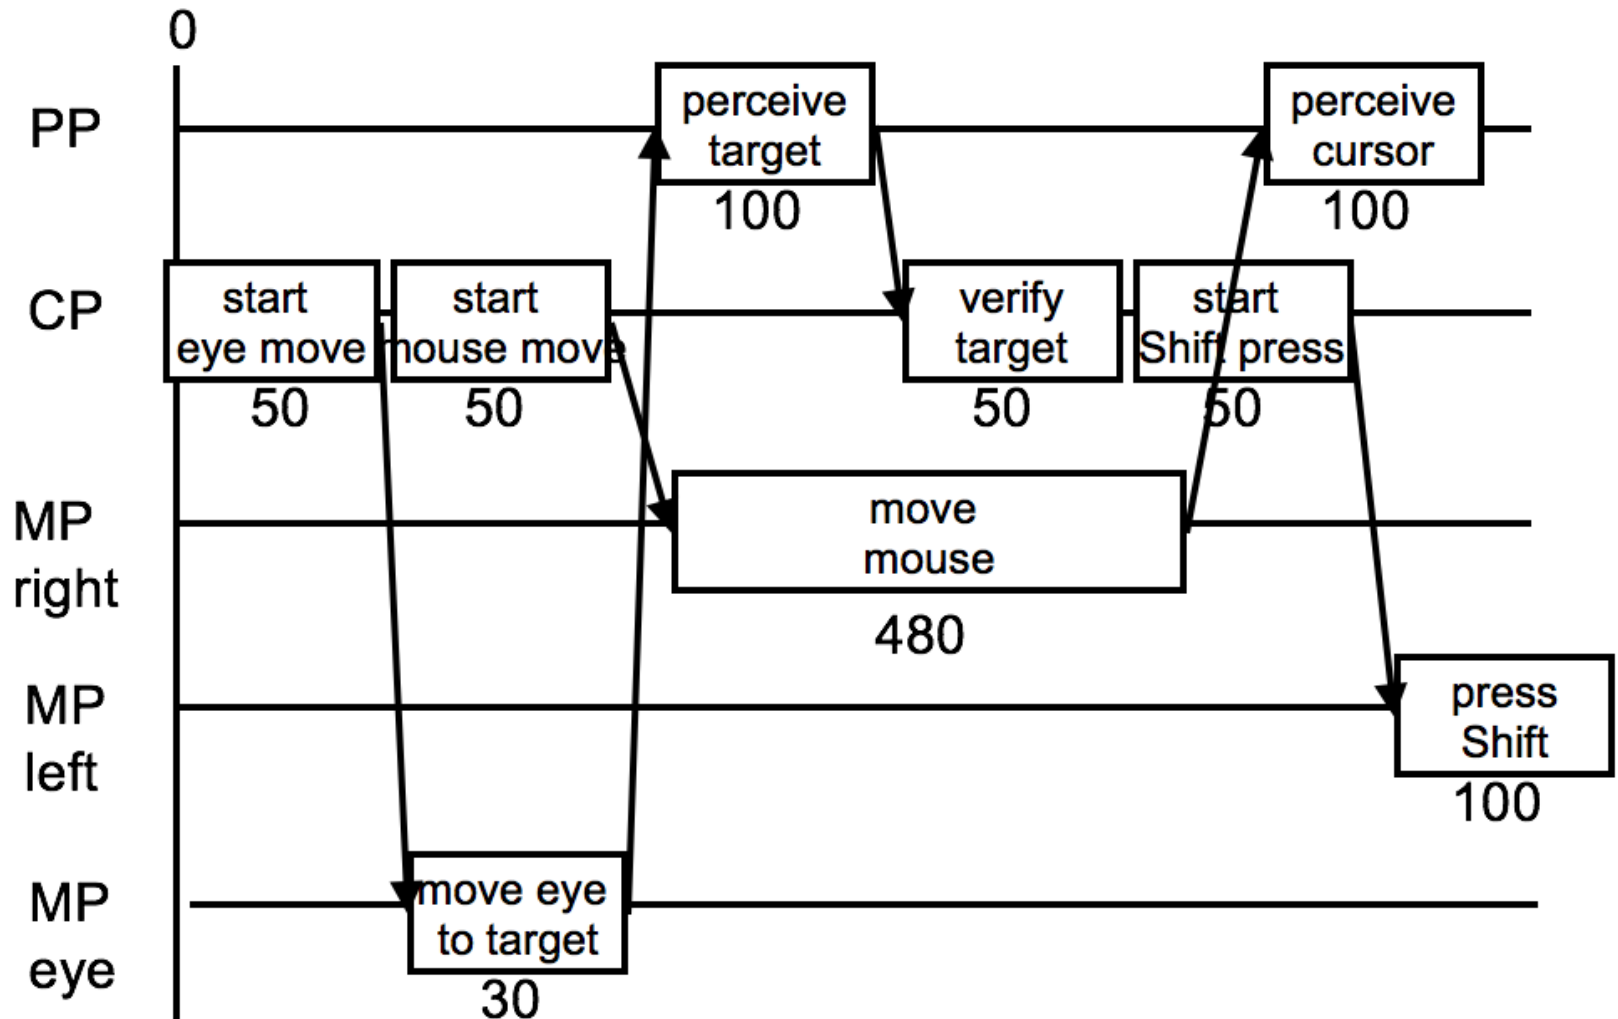 0
PP
perceive
target
100
perceive
cursor
100
CP
start
eye move
50
start
mouse move
50
verify
target
50
start
Shift press
50
MP
right
move
mouse
480
MP
left
press
Shift
100
MP
eye
move eye
to target
30